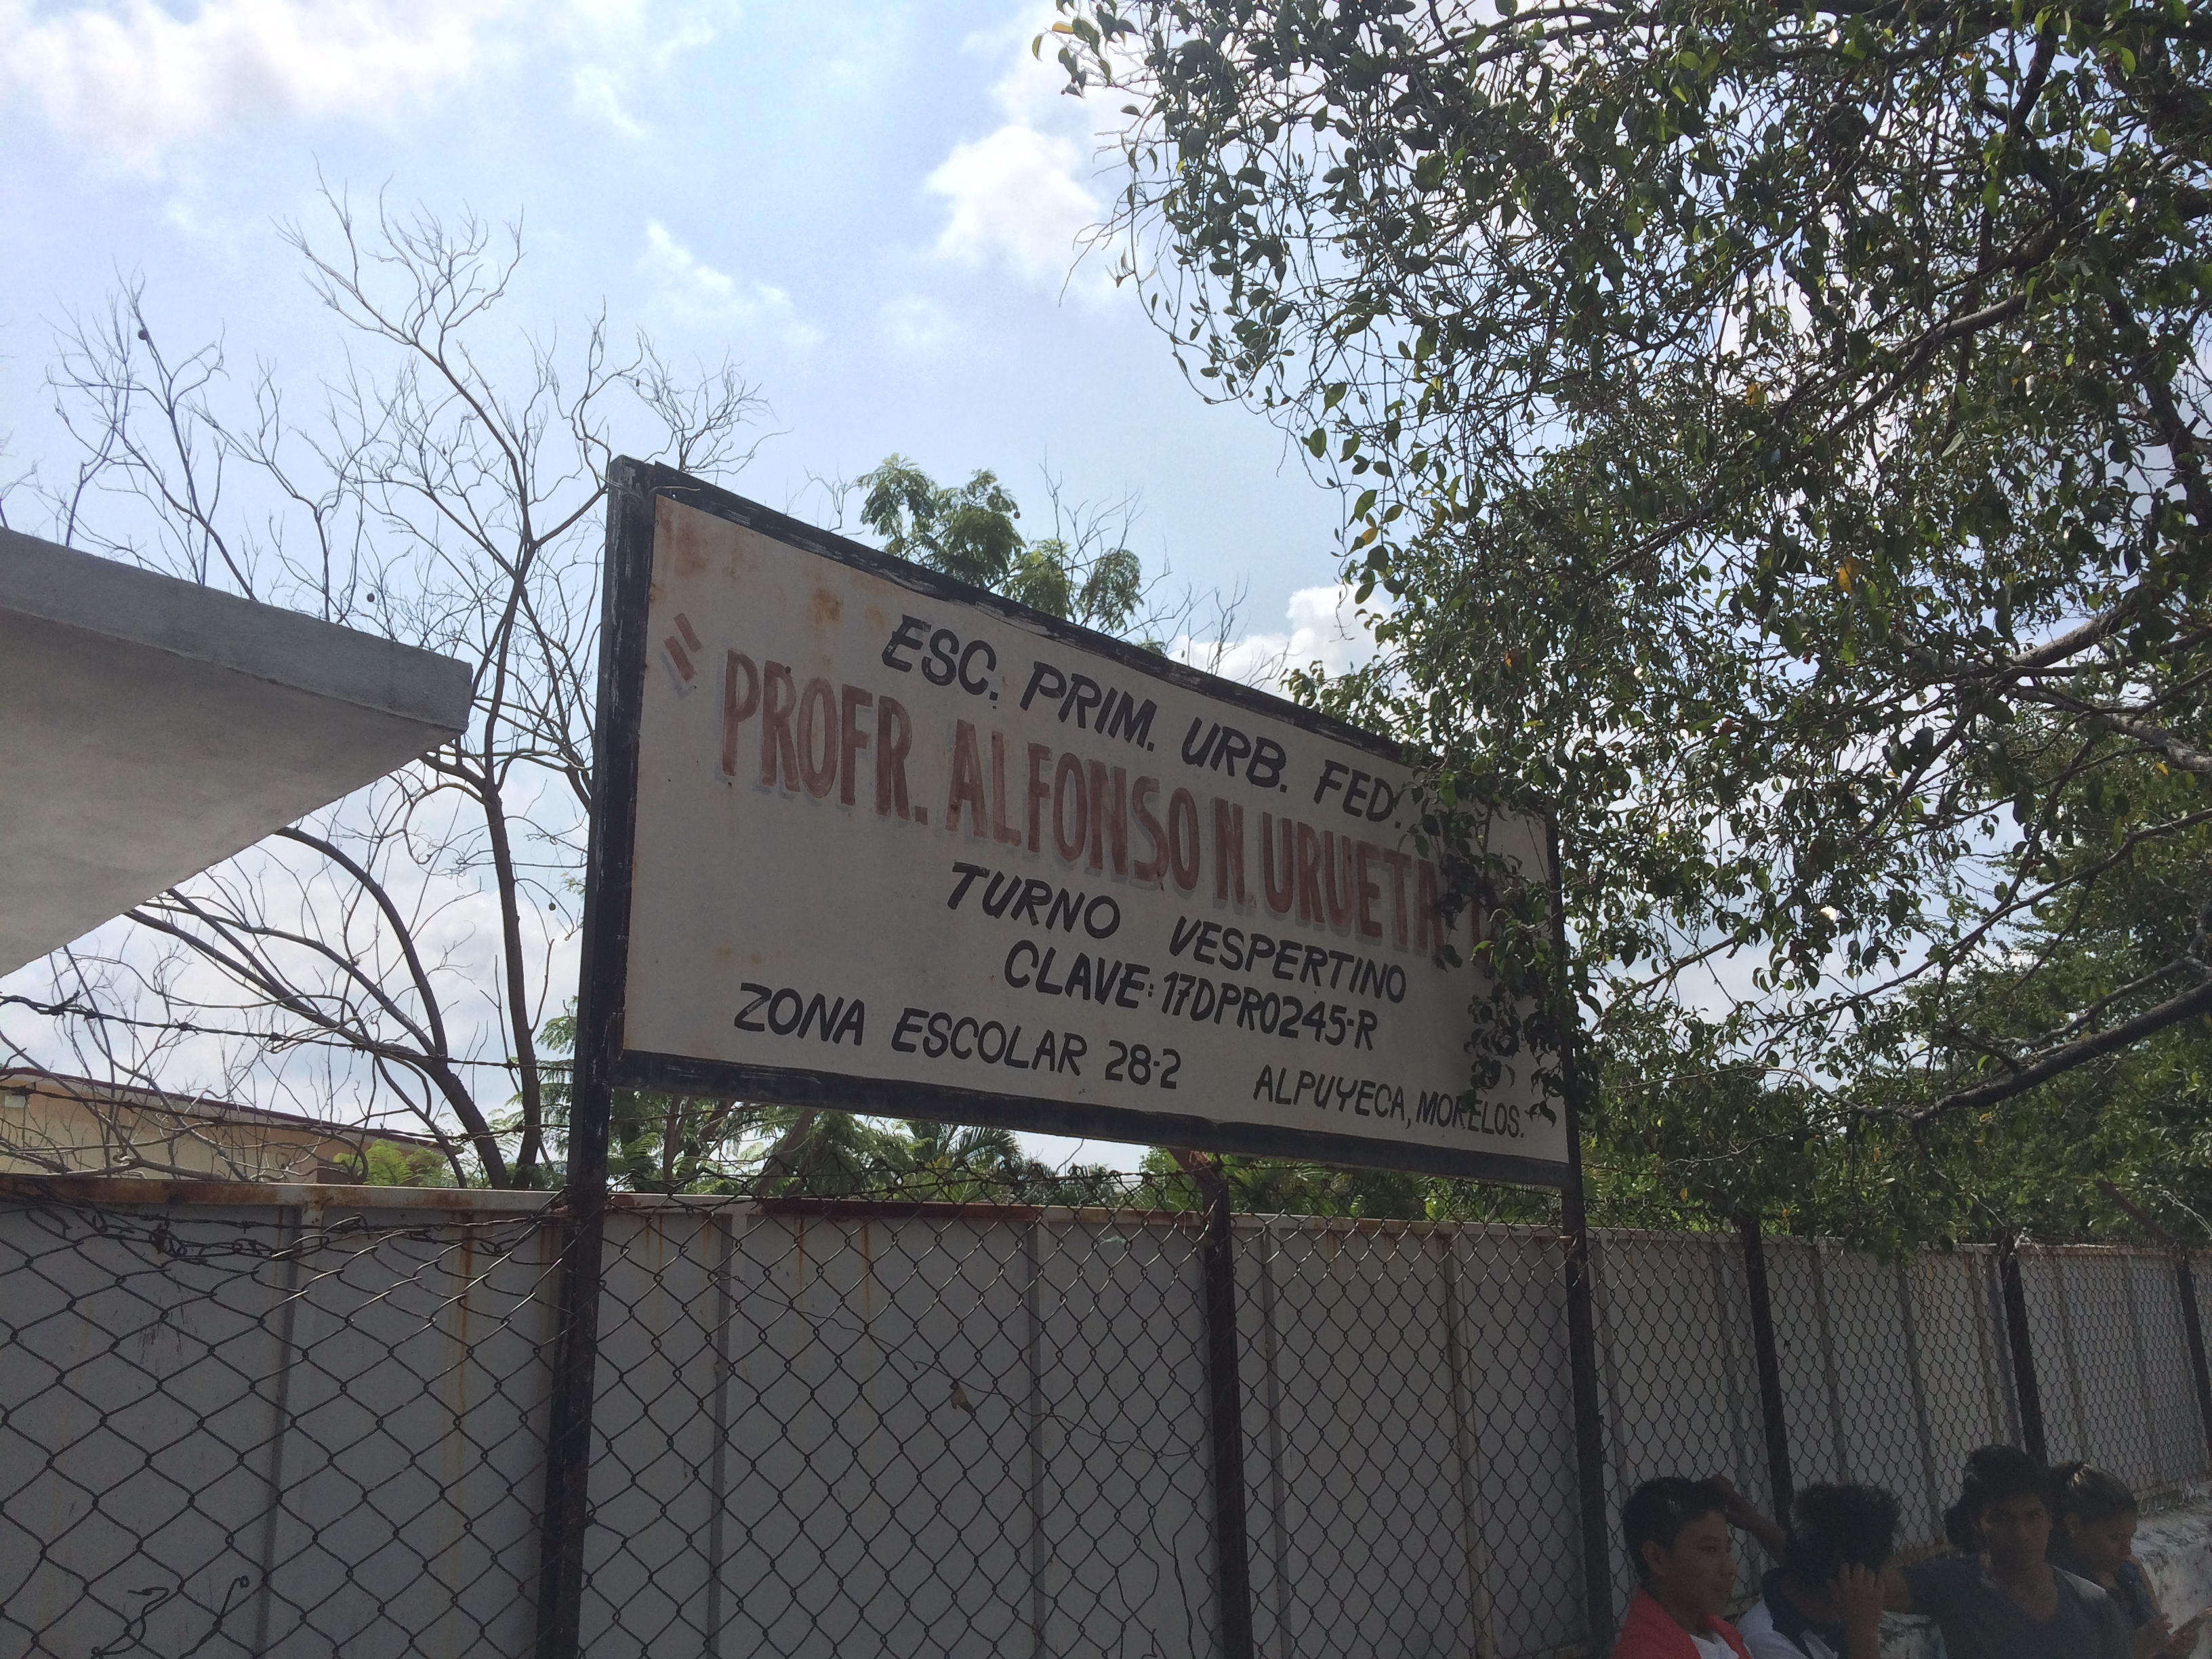 ESC. PRIM. URB. FED.
"PROFR. ALFONSO N. URUETA
TURNO VESPERTINO
CLAVE: 17DPR0245-R
ZONA ESCOLAR 28-2 ALPUYECA, MORELOS.